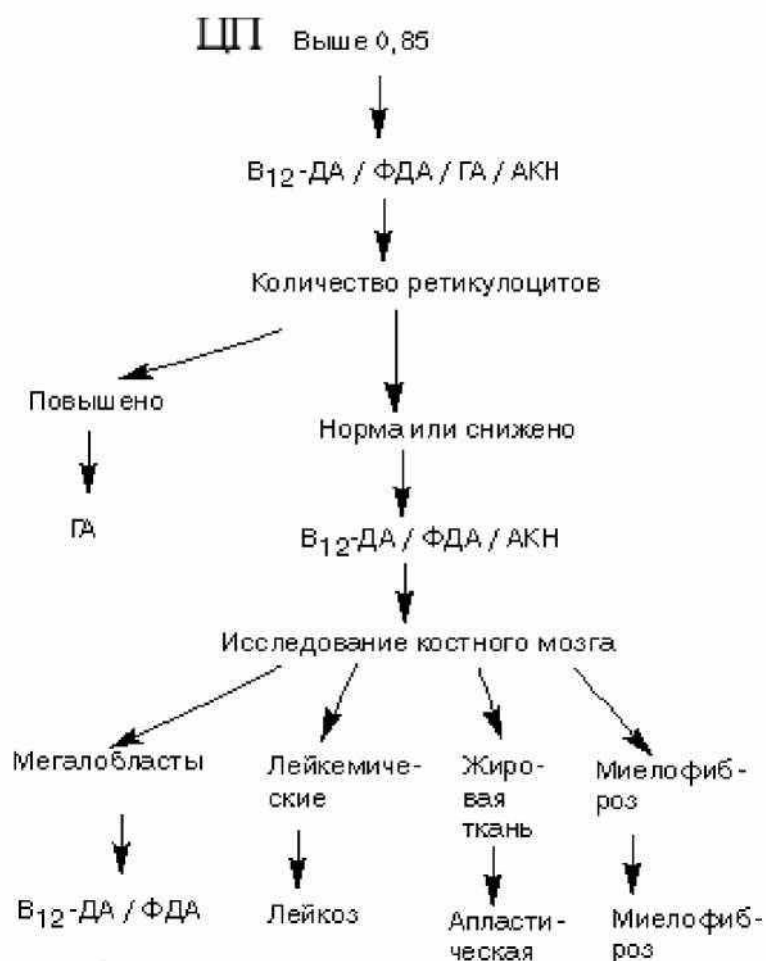 ЦП Выше 0,85
В12-ДА / ФДА / ГА / АКН
Количество ретикулоцитов
Повышено
Норма или снижено
ГА
В12-ДА / ФДА / АКН
Исследование костного мозга
Мегалобласты
Лейкемиче-
ские
Жиро-
вая
ткань
Миелофиб-
роз
В12-ДА / ФДА
Лейкоз
Апласти-
ческая
Миелофиб-
роз